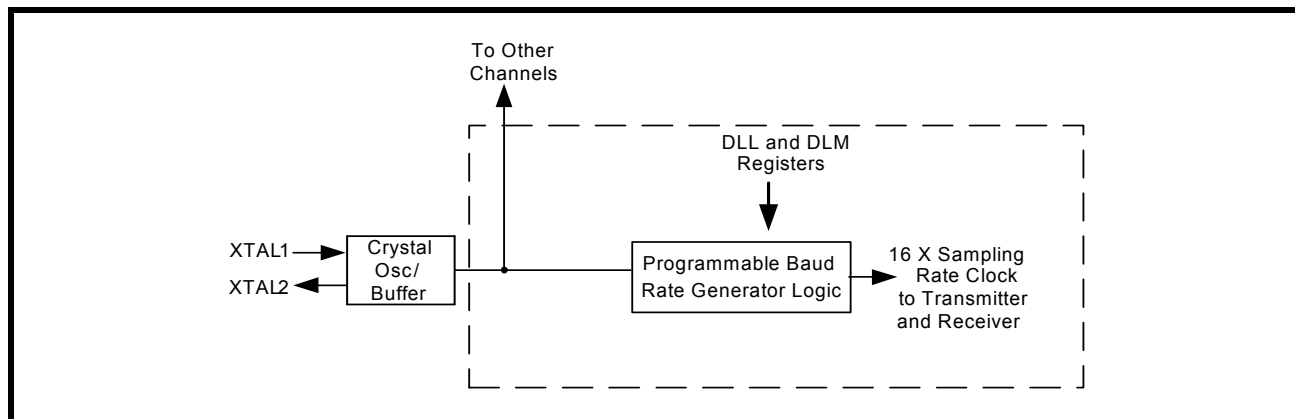 To Other
Channels
DLL and DLM
Registers
XTAL1
XTAL2
Crystal
Osc/
Buffer
Programmable Baud
Rate Generator Logic
16 X Sampling
Rate Clock
to Transmitter
and Receiver